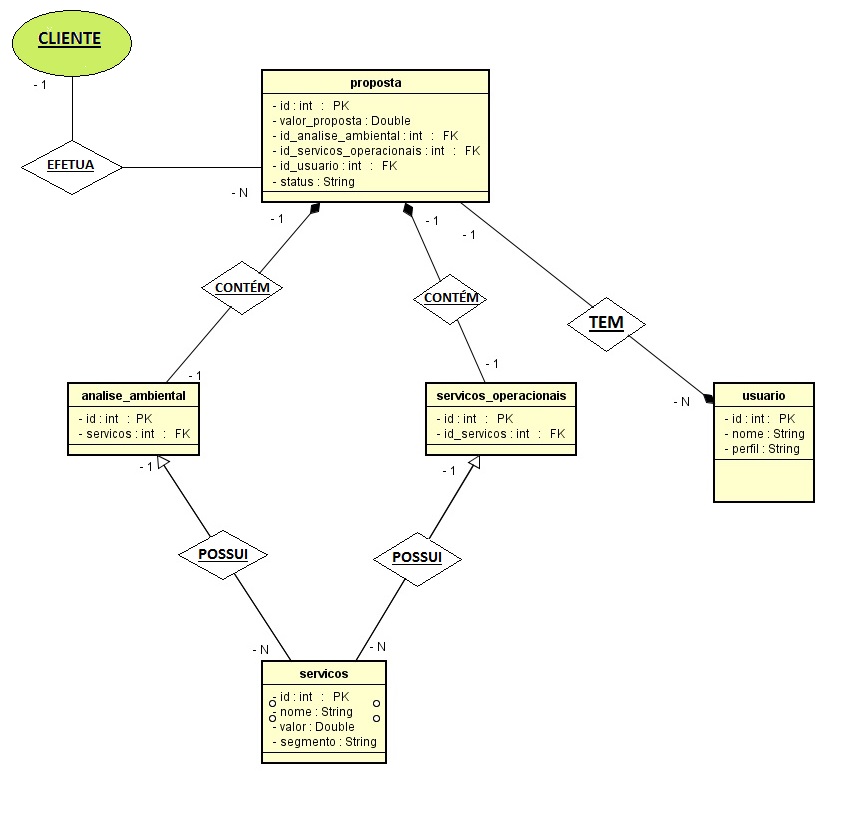 CLIENTE
- 1
EFETUA
- N
proposta
- id : int : PK
- valor_proposta : Double
- id_analise_ambiental : int : FK
- id_servicos_operacionais : int : FK
- id_usuario : int : FK
- status : String
- 1
- 1
- 1
CONTÉM
CONTÉM
TEM
- 1
- 1
- N
analise_ambiental
- id : int : PK
- servicos : int : FK
servicos_operacionais
- id : int : PK
- id_servicos : int : FK
usuario
- id : int : PK
- nome : String
- perfil : String
- 1
- 1
POSSUI
POSSUI
- N
- N
servicos
- id : int : PK
- nome : String
- valor : Double
- segmento : String